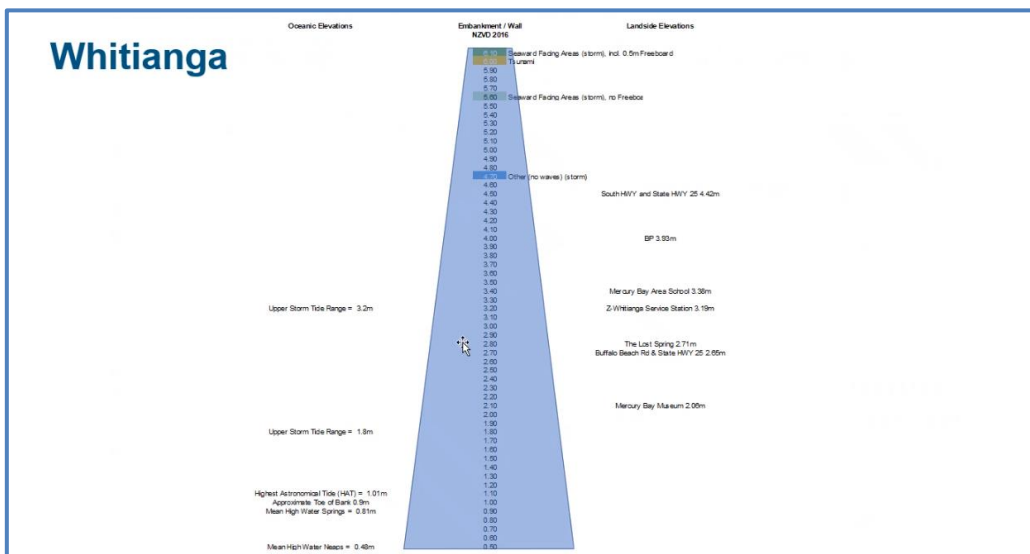 Oceanic Elevations
Embankment / Wall
NZVD 2016
Landside Elevations
Whitianga
6.10 Seaward Facing Areas (storm), incl. 0.5m Freeboard
6.00 Tsunami
5.90
5.80
5.70
5.60 Seaward Facing Areas (storm), no Freeboa
5.50
5.40
5.30
5.20
5.10
5.00
4.90
4.80
4.70 Other (no waves) (storm)
4.60
4.50 South HWY and State HWY 25 4.42m
4.40
4.30
4.20
4.10
4.00 BP 3.93m
3.90
3.80
3.70
3.60
3.50
3.40 Mercury Bay Area School 3.38m
3.30
Upper Storm Tide Range = 3.2m 3.20 Z-Whitianga Service Station 3.19m
3.10
3.00
2.90
2.80 The Lost Spring 2.71m
2.70 Buffalo Beach Rd & State HWY 25 2.65m
2.60
2.50
2.40
2.30
2.20
2.10 Mercury Bay Museum 2.06m
2.00
1.90
Upper Storm Tide Range = 1.8m 1.80
1.70
1.60
1.50
1.40
1.30
1.20
Highest Astronomical Tide (HAT) = 1.01m 1.10
Approximate Toe of Bank 0.9m 1.00
Mean High Water Springs = 0.81m 0.90
0.80
0.70
0.60
Mean High Water Neaps = 0.48m 0.50